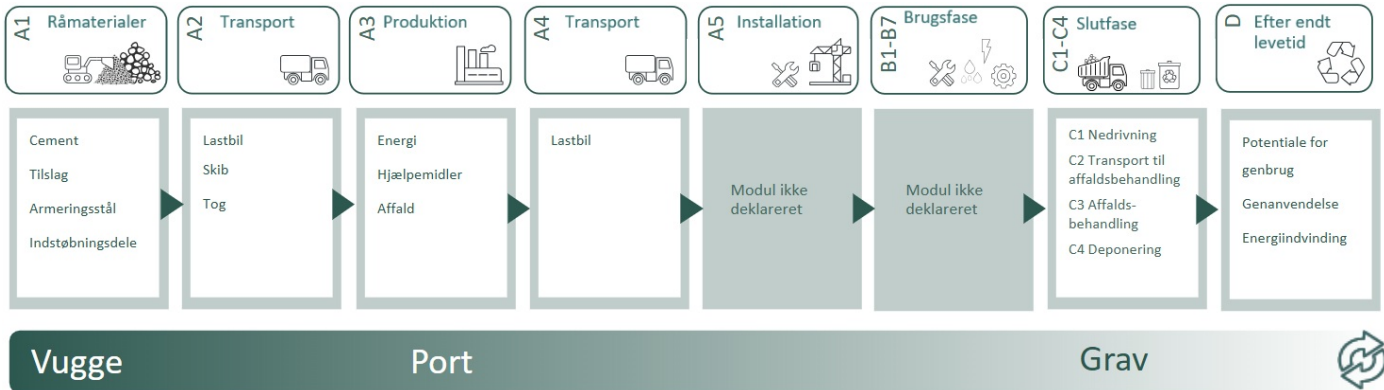 A1
Råmaterialer
A2
Transport
A3
Produktion
A4
Transport
A5
Installation
B1-B7
Brugsfase
C1-C4
Slutfase
D
Efter endt
levetid
Cement
Tilslag
Armeringsstål
Indstøbningsdele
Lastbil
Skib
Tog
Energi
Hjælpemidler
Affald
Lastbil
Modul ikke
deklareret
Modul ikke
deklareret
C1 Nedrivning
C2 Transport til
affaldsbehandling
C3 Affalds-
behandling
C4 Deponering
Potentiale for
genbrug
Genanvendelse
Energiindvinding
Vugge
Port
Grav